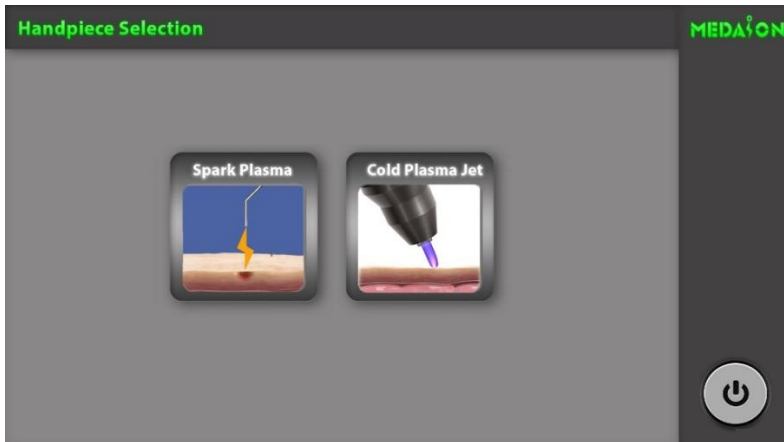 Handpiece Selection
MEDAION
Spark Plasma
Cold Plasma Jet